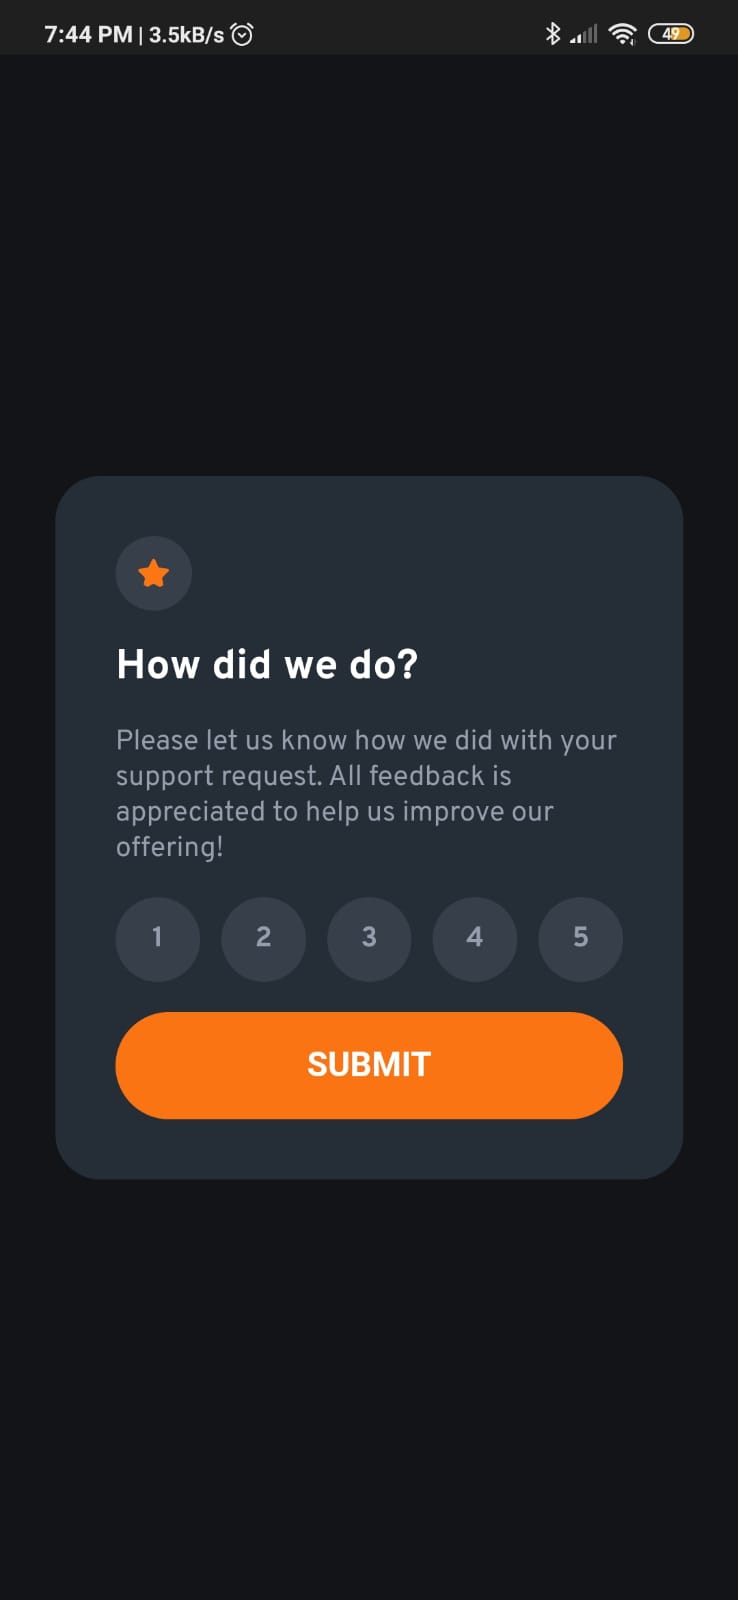 7:44 PM | 3.5kB/s 49
How did we do?
Please let us know how we did with your
support request. All feedback is
appreciated to help us improve our
offering!
1 2 3 4 5
SUBMIT